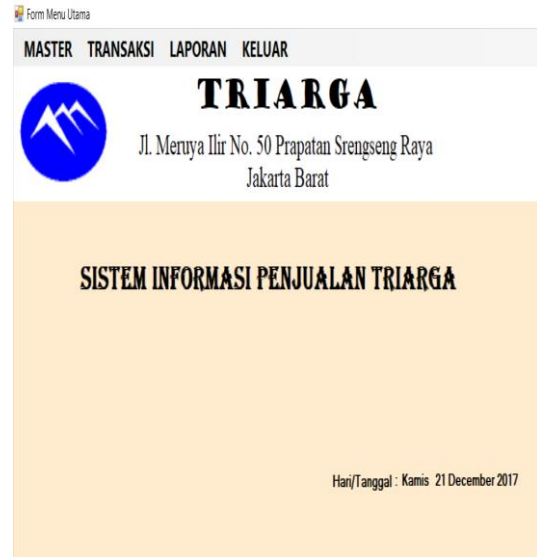 Form Menu Utama
MASTER TRANSAKSI LAPORAN KELUAR
TRIARGA
Jl. Meruya Ilir No. 50 Prapatan Srengseng Raya
Jakarta Barat
SISTEM INFORMASI PENJUALAN TRIARGA
Hari/Tanggal : Kamis 21 December 2017